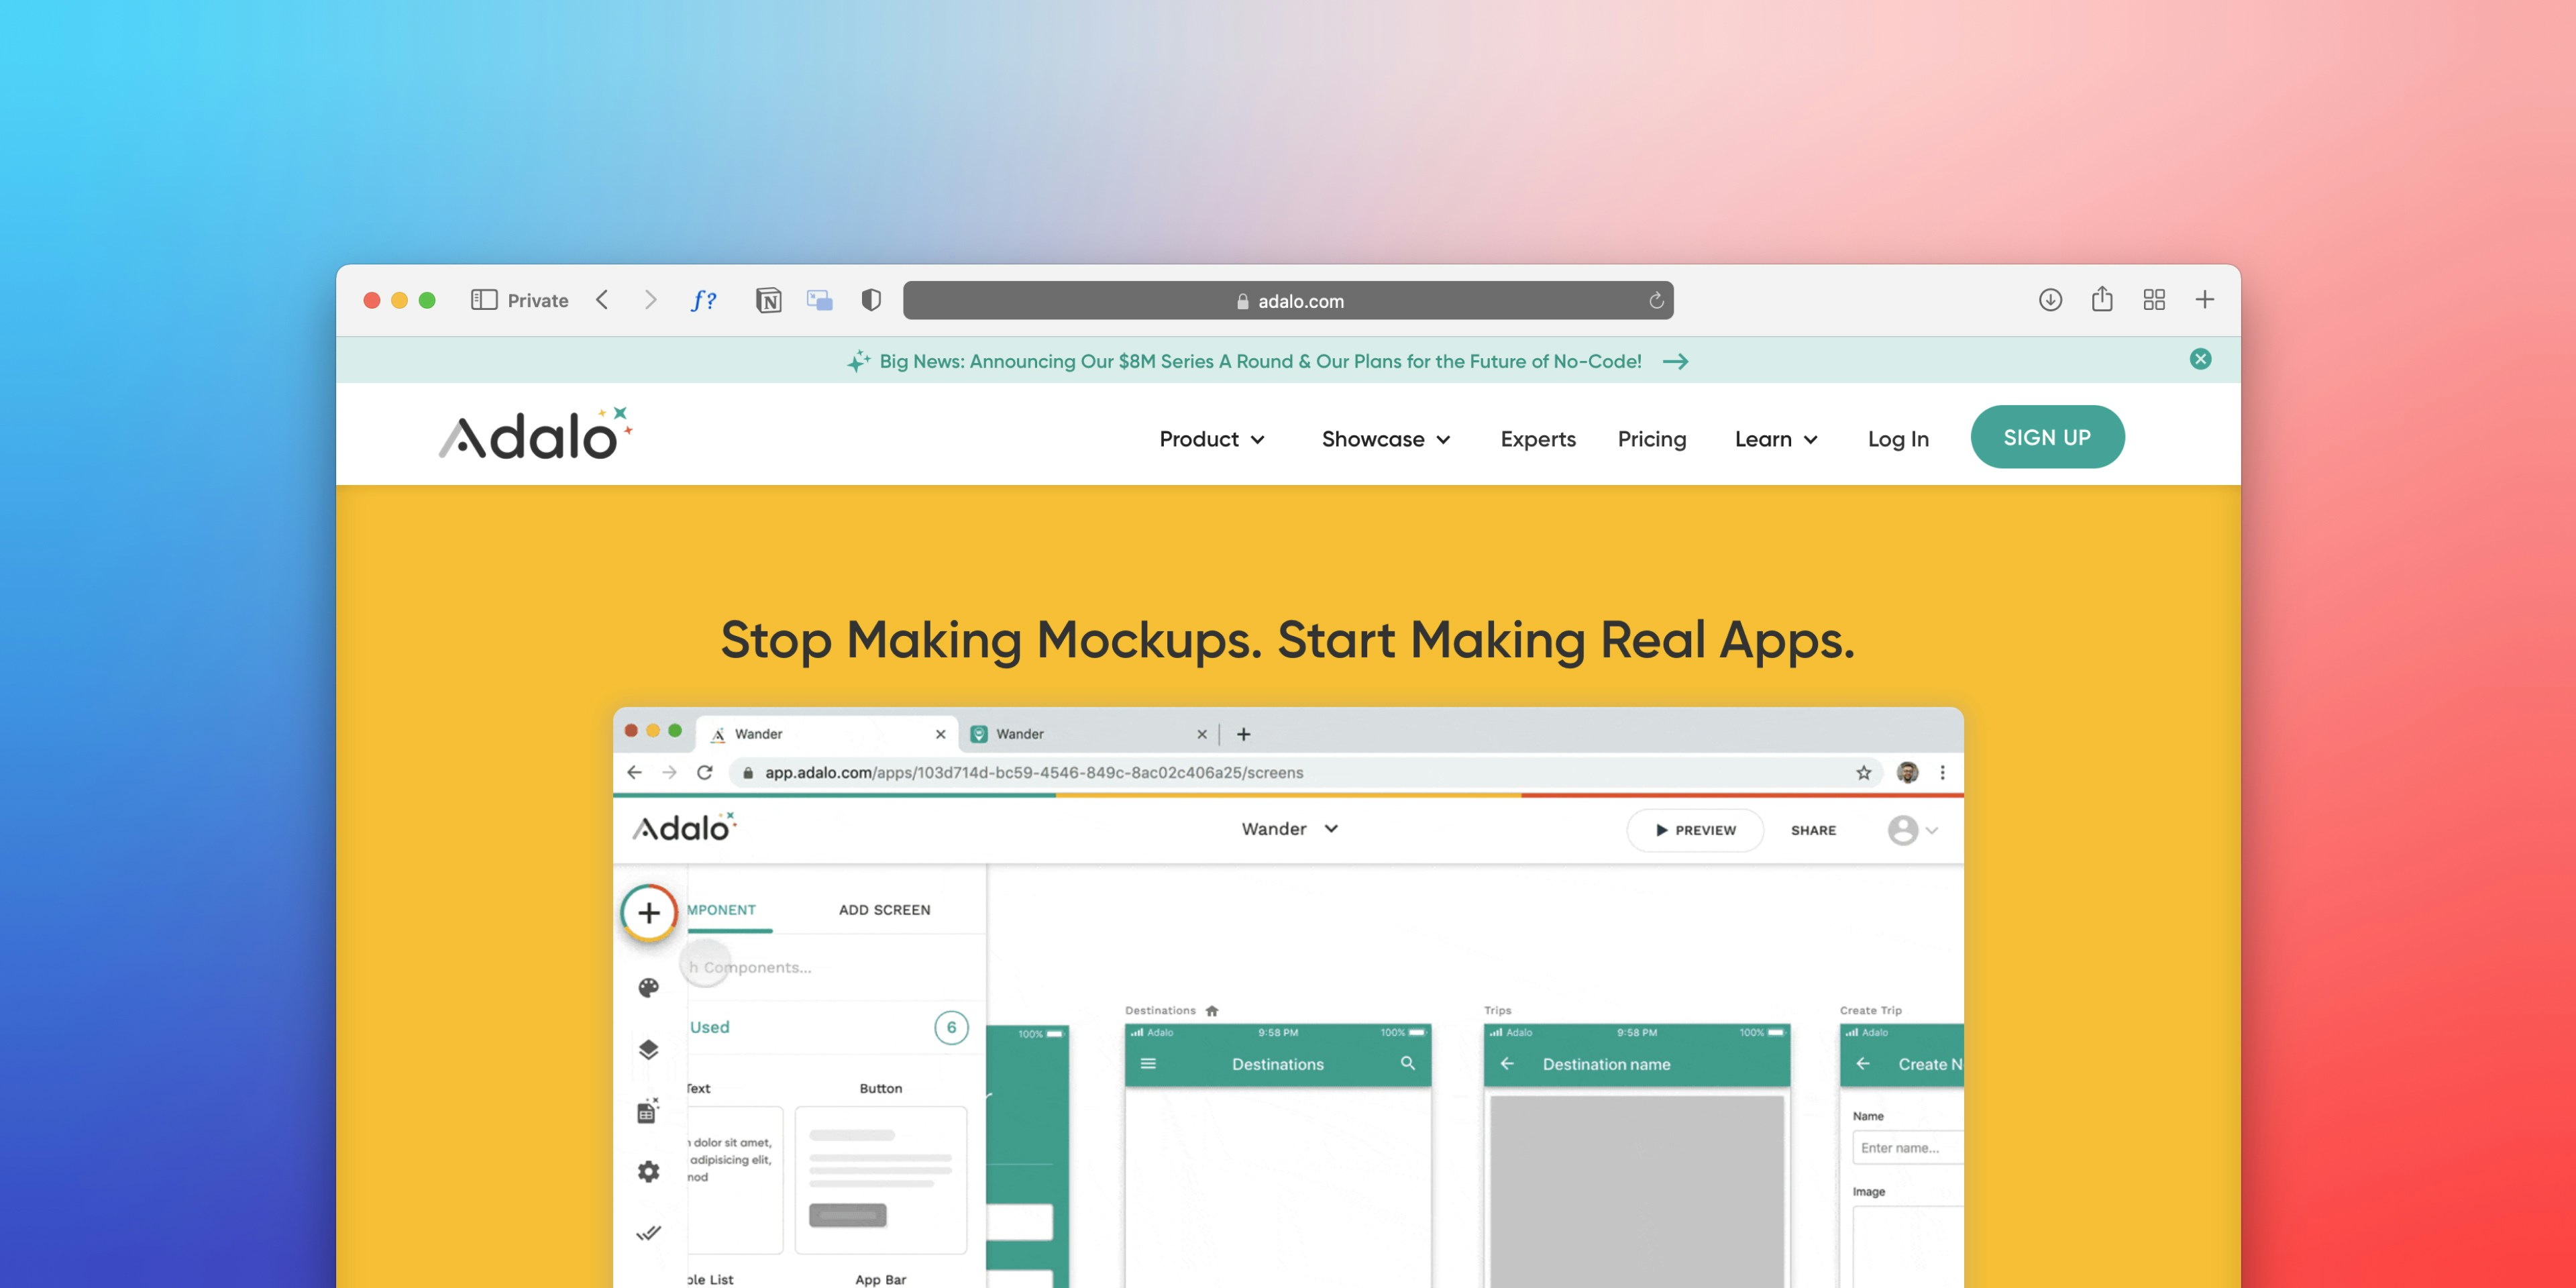 Private
f?
adalo.com
Big News: Announcing Our $8M Series A Round & Our Plans for the Future of No-Code!
Adalo
Product
Showcase
Experts
Pricing
Learn
Log In
SIGN UP
Stop Making Mockups. Start Making Real Apps.
Wander
Wander
app.adalo.com/apps/103d714d-bc59-4546-849c-8ac02c406a25/screens
Adalo
Wander
PREVIEW
SHARE
MPONENT
ADD SCREEN
h Components...
Used
6
Text
Button
dolor sit amet,
adipisicing elit,
mod
ple List
App Bar
100%
Destinations
Adalo
9:58 PM
100%
Destinations
Trips
Adalo
9:58 PM
100%
Destination name
Create Trip
Adalo
Create N
Name
Enter name...
Image